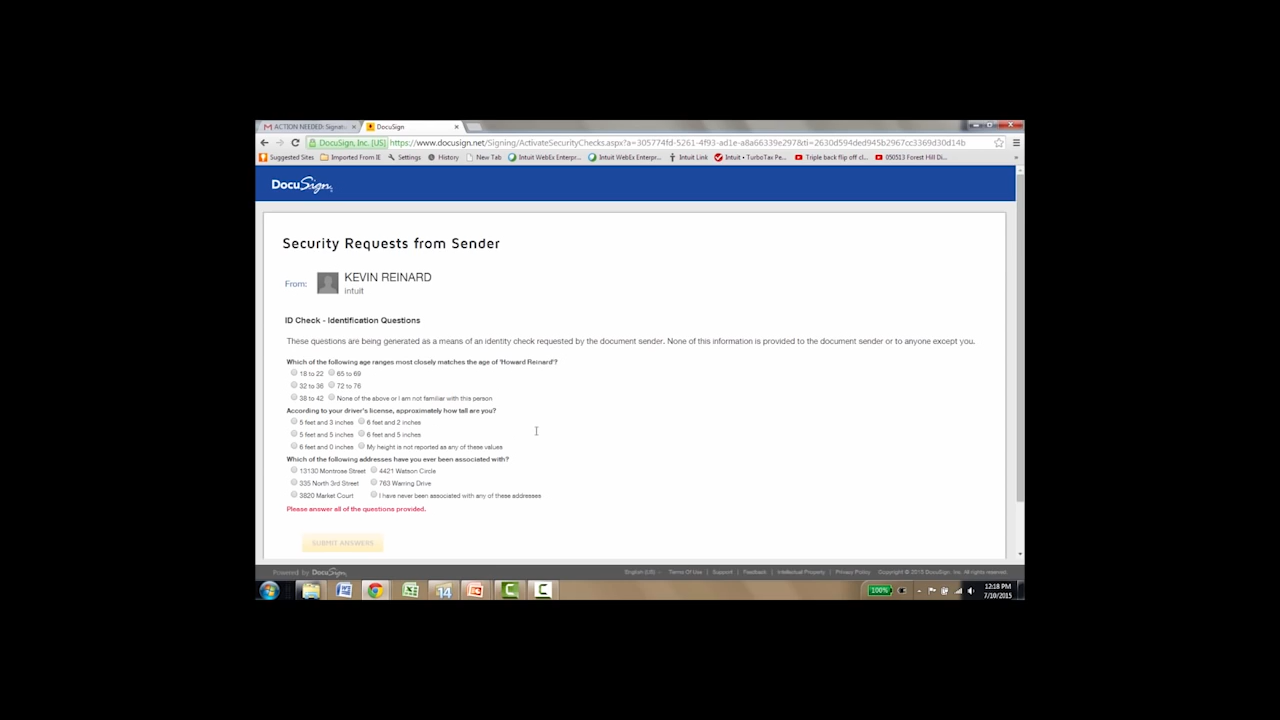 ACTION NEEDED: Signat
DocuSign
DocuSign, Inc. [US] https://www.docusign.net/Signing/ActivateSecurityChecks.aspx?a=305774fd-5261-4f93-ad1e-a8a66339e297&ti=2630d594ded945b2967cc3369d30d14b
Suggested Sites Imported From IE Settings History New Tab Intuit WebEx Enterpr... Intuit WebEx Enterpr... Intuit Link Intuit • TurboTax Pe... Triple back flip off cl... 050513 Forest Hill Di... »
DocuSign
Security Requests from Sender
From: KEVIN REINARD
intuit
ID Check - Identification Questions
These questions are being generated as a means of an identity check requested by the document sender. None of this information is provided to the document sender or to anyone except you.
Which of the following age ranges most closely matches the age of 'Howard Reinard'?
18 to 22 65 to 69
32 to 36 72 to 76
38 to 42 None of the above or I am not familiar with this person
According to your driver's license, approximately how tall are you?
5 feet and 3 inches 6 feet and 2 inches
5 feet and 5 inches 6 feet and 5 inches
6 feet and 0 inches My height is not reported as any of these values
Which of the following addresses have you ever been associated with?
13130 Montrose Street 4421 Watson Circle
335 North 3rd Street 763 Warring Drive
3820 Market Court I have never been associated with any of these addresses
Please answer all of the questions provided.
SUBMIT ANSWERS
Powered by DocuSign English (US) Terms Of Use | Support | Feedback | Intellectual Property | Privacy Policy Copyright © 2015 DocuSign, Inc. All rights reserved.
14 100% 12:18 PM
7/10/2015